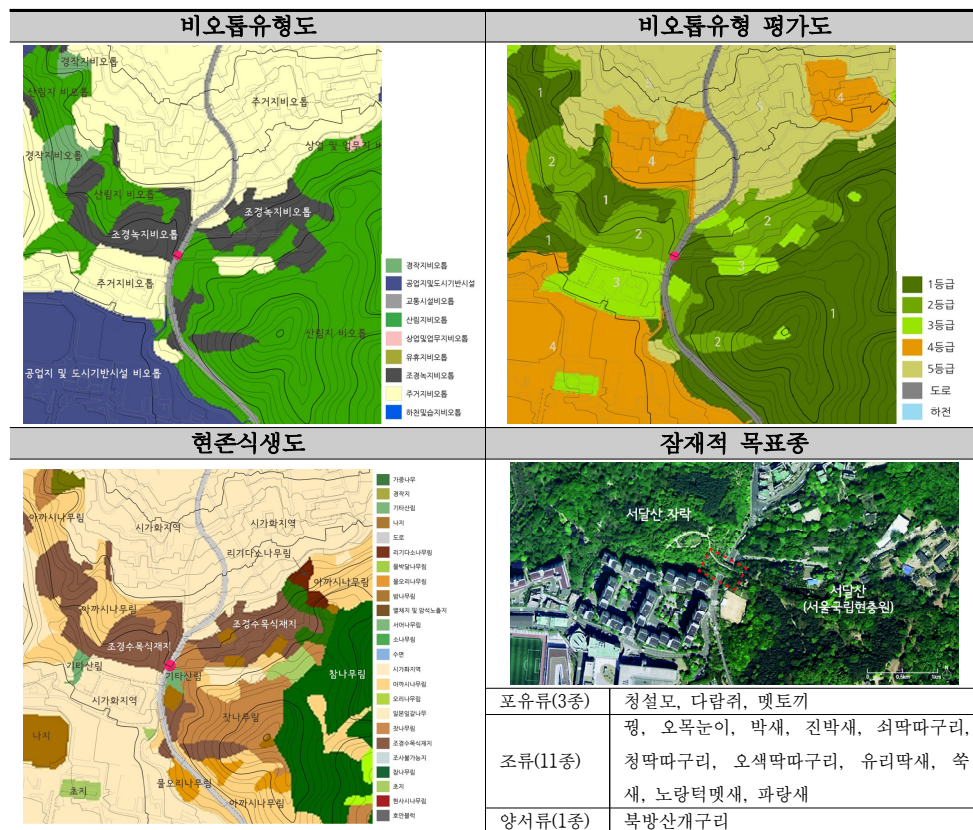 비오톱유형도
비오톱유형 평가도
경작지비오톱
산림지 비오톱
주거지비오톱
상업 및 업무지 비
경작지비오톱
산림지 비오톱
조경녹지비오톱
조경녹지비오톱
주거지비오톱
산림지 비오톱
공업지 및 도시기반시설 비오톱
경작지비오톱
공업지및도시기반시설
교통시설비오톱
산림지비오톱
상업및업무지비오톱
유휴지비오톱
조경녹지비오톱
주거지비오톱
하천및습지비오톱
1
5
4
5
2
4
1
2
2
1
3
3
1
4
2
1등급
2등급
3등급
4등급
5등급
도로
하천
현존식생도
잠재적 목표종
아까시나무림
시가화지역
시가화지역
리기다소나무림
아까시나무림
아까시나무림
조경수목식재지
조경수목식재지
기타산림
기타산림
참나무림
시가화지역
잣나무림
나지
물오리나무림
초지
아까시나무림
가중나무
경작지
기타산림
나지
도로
리기다소나무림
물박달나무림
물오리나무림
밤나무림
벌채지 및 암석노출지
서어나무림
소나무림
수면
시가화지역
아까시나무림
오리나무림
일본잎갈나무
잣나무림
조경수목식재지
조사불가능지
참나무림
초지
현사시나무림
호안블럭
서달산 자락
서달산
(서울국립현충원)
0
0.5km
1km
포유류(3종)
청설모, 다람쥐, 멧토끼
조류(11종)
꿩, 오목눈이, 박새, 진박새, 쇠딱따구리,
청딱따구리, 오색딱따구리, 유리딱새, 쑥
새, 노랑턱멧새, 파랑새
양서류(1종)
북방산개구리